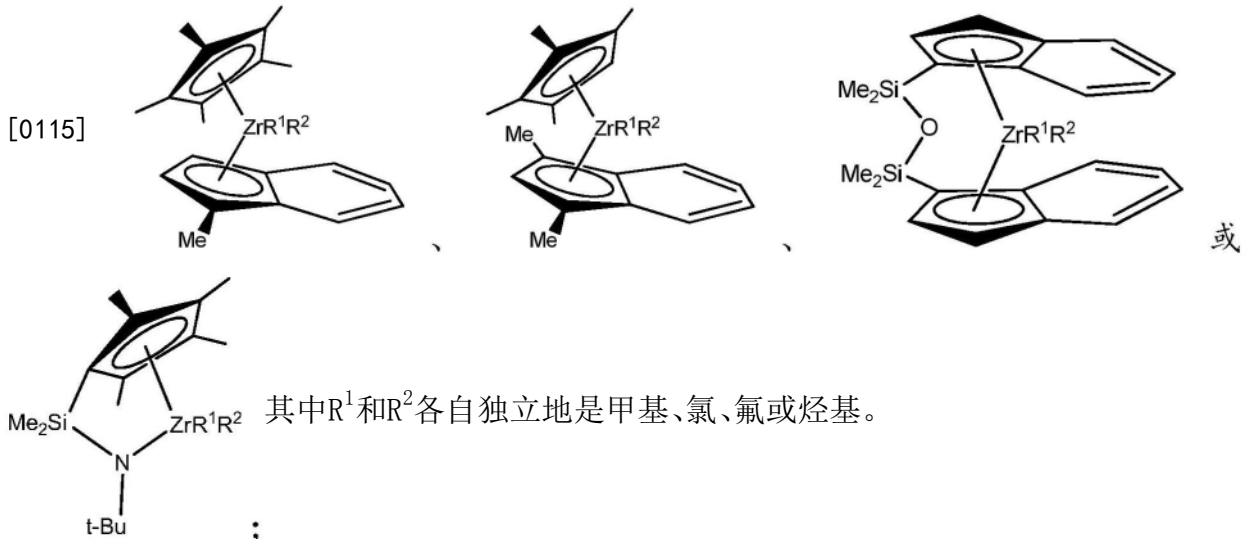 [0115]
ZrR¹R²
Me
、
Me
ZrR¹R²
Me
、
Me₂Si
O
ZrR¹R²
Me₂Si
或
Me₂Si
ZrR¹R²
N
t-Bu
其中R¹和R²各自独立地是甲基、氯、氟或烃基。
；